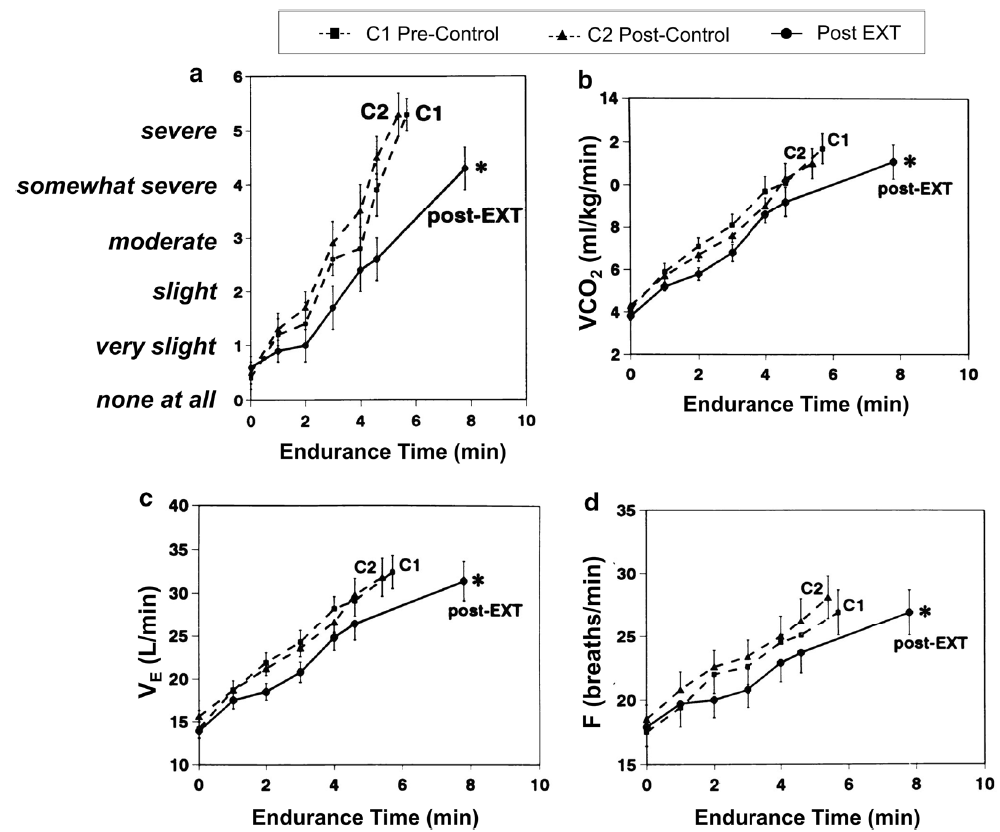 C1 Pre-Control C2 Post-Control Post EXT
a
6
severe 5
somewhat severe 4
moderate 3
slight 2
very slight 1
none at all 0
C2 C1
*
post-EXT
0 2 4 6 8 10
Endurance Time (min)
b
VCO2 (ml/kg/min)
14
2
0
8
6
4
2
C2 C1
*
post-EXT
0 2 4 6 8 10
Endurance Time (min)
c
VE (L/min)
40
35
30
25
20
15
10
C2 C1
*
post-EXT
0 2 4 6 8 10
Endurance Time (min)
d
F (breaths/min)
35
30
25
20
15
C2
C1
*
post-EXT
0 2 4 6 8 10
Endurance Time (min)